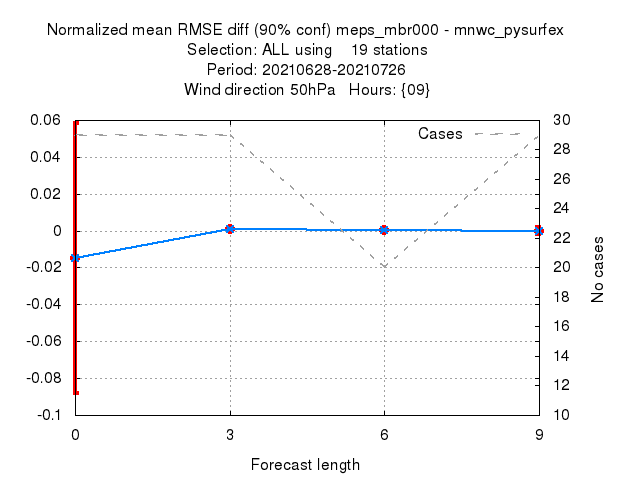 Normalized mean RMSE diff (90% conf) meps_mbr000 - mnwc_pysurfex
Selection: ALL using 19 stations
Period: 20210628-20210726
Wind direction 50hPa Hours: {09}
0.06 30
Cases
0.04 28
26
0.02 24
0 22
-0.02 20
-0.04 18
16
-0.06 14
-0.08 12
-0.1 10
No cases
0 3 6 9
Forecast length